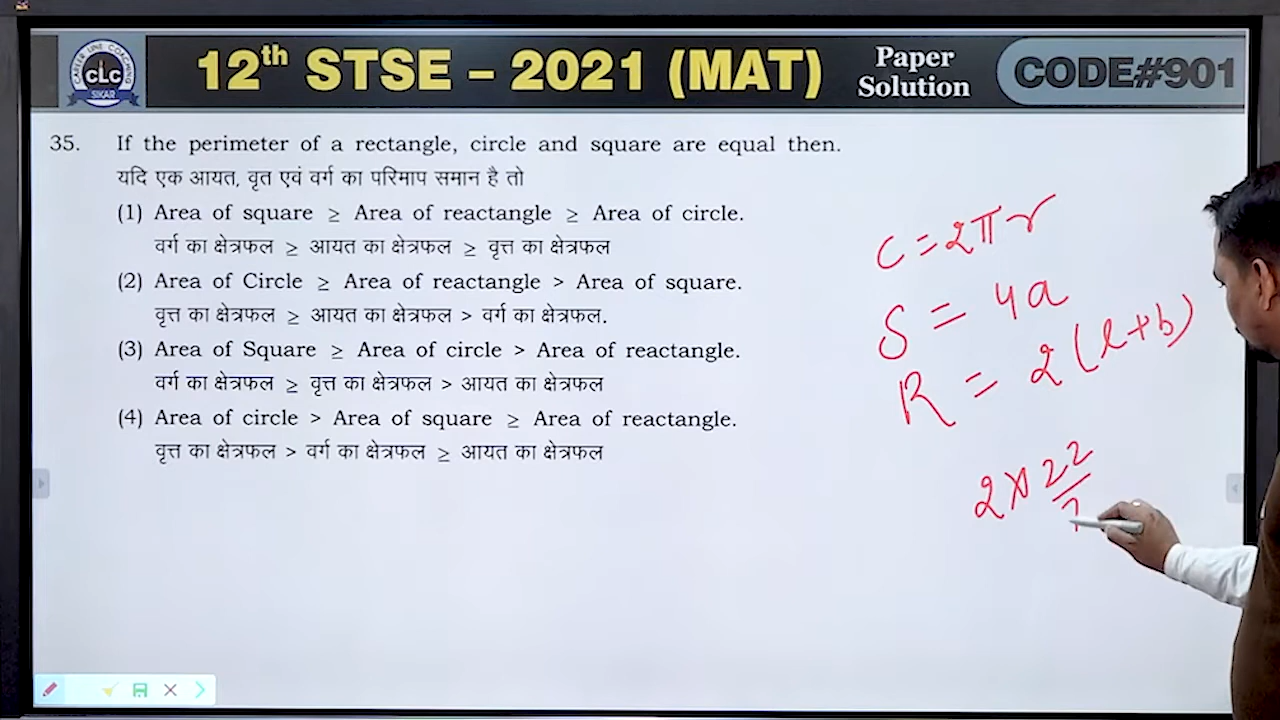 CAREER LINE COACHING
CLC
SIKAR
12th STSE – 2021 (MAT)
Paper
Solution
CODE#901
35. If the perimeter of a rectangle, circle and square are equal then.
यदि एक आयत, वृत एवं वर्ग का परिमाप समान है तो
(1) Area of square ≥ Area of reactangle ≥ Area of circle.
वर्ग का क्षेत्रफल ≥ आयत का क्षेत्रफल ≥ वृत्त का क्षेत्रफल
(2) Area of Circle ≥ Area of reactangle > Area of square.
वृत्त का क्षेत्रफल ≥ आयत का क्षेत्रफल > वर्ग का क्षेत्रफल.
(3) Area of Square ≥ Area of circle > Area of reactangle.
वर्ग का क्षेत्रफल ≥ वृत्त का क्षेत्रफल > आयत का क्षेत्रफल
(4) Area of circle > Area of square ≥ Area of reactangle.
वृत्त का क्षेत्रफल > वर्ग का क्षेत्रफल ≥ आयत का क्षेत्रफल
C = 2πr
S = 4a
R = 2(l+b)
2×22